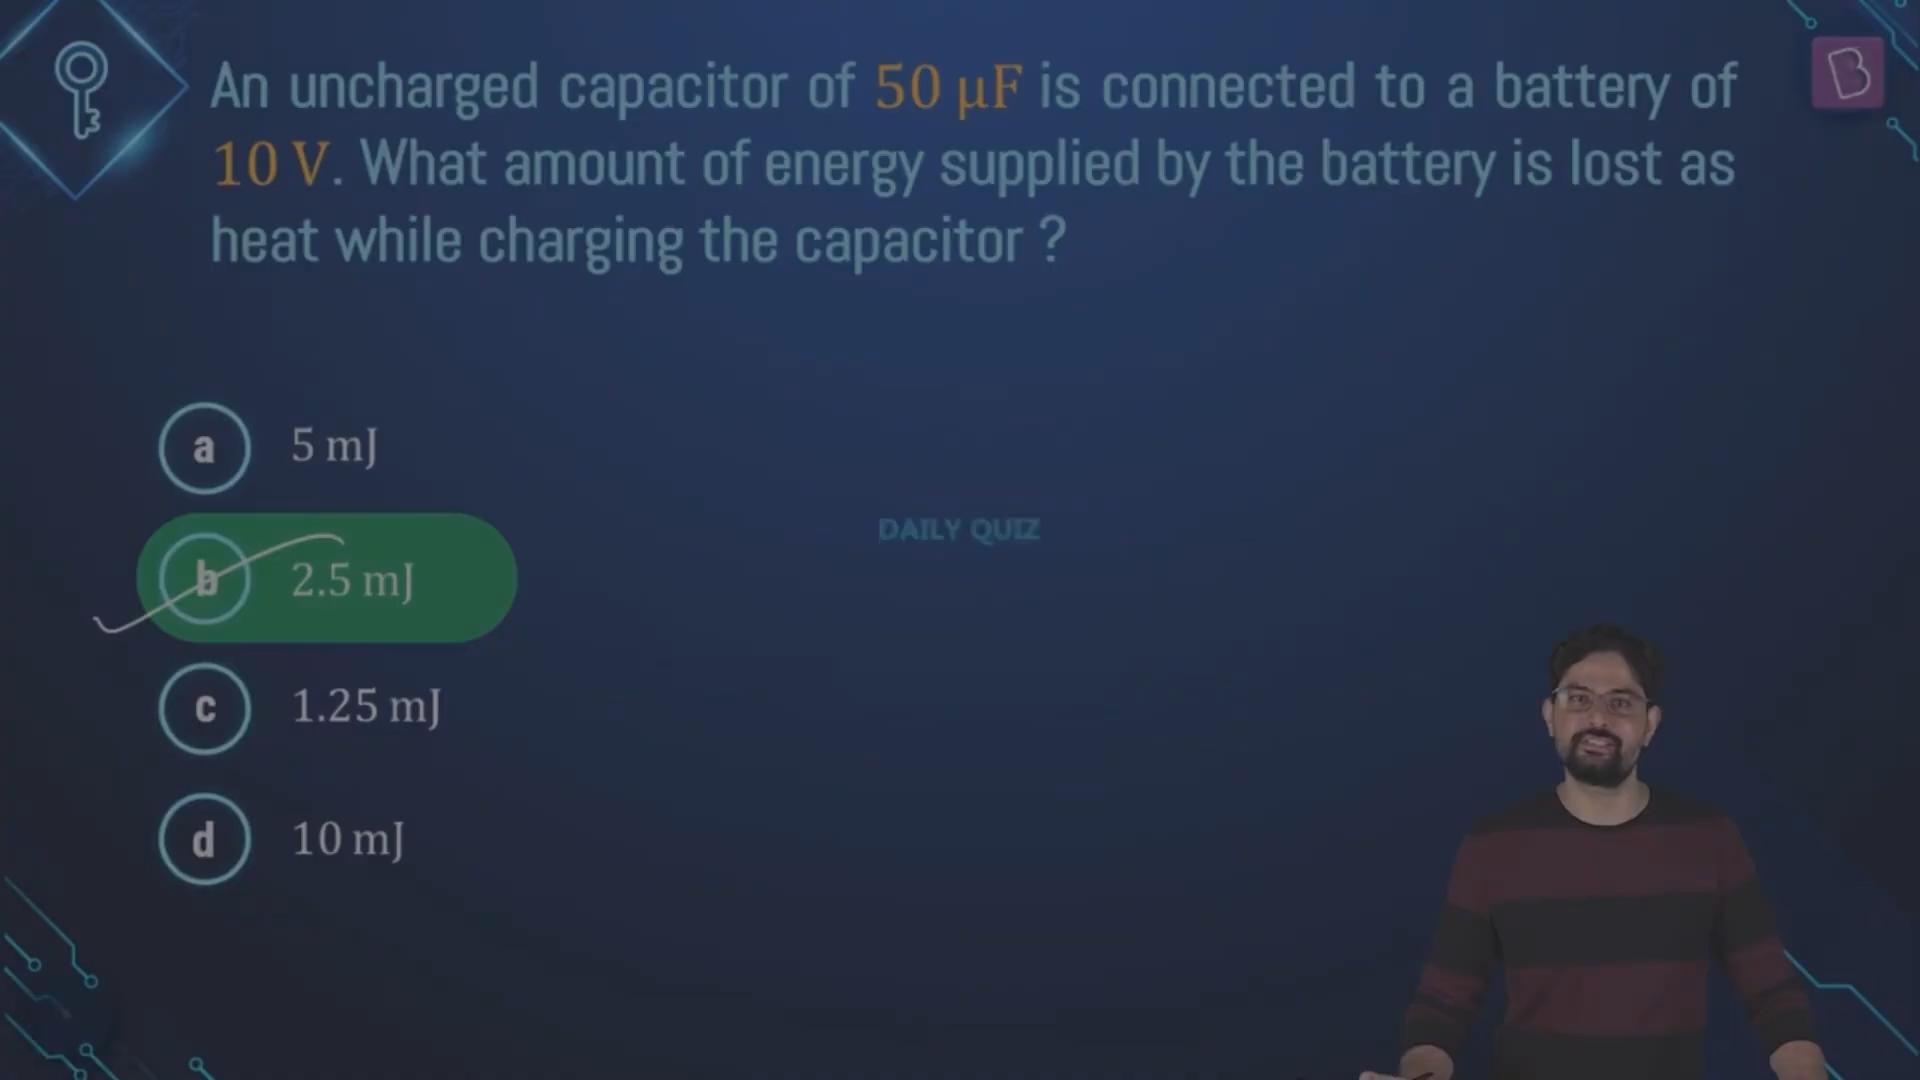 An uncharged capacitor of 50 μF is connected to a battery of
10 V. What amount of energy supplied by the battery is lost as
heat while charging the capacitor ?
a 5 mJ
b 2.5 mJ
DAILY QUIZ
c 1.25 mJ
d 10 mJ
B